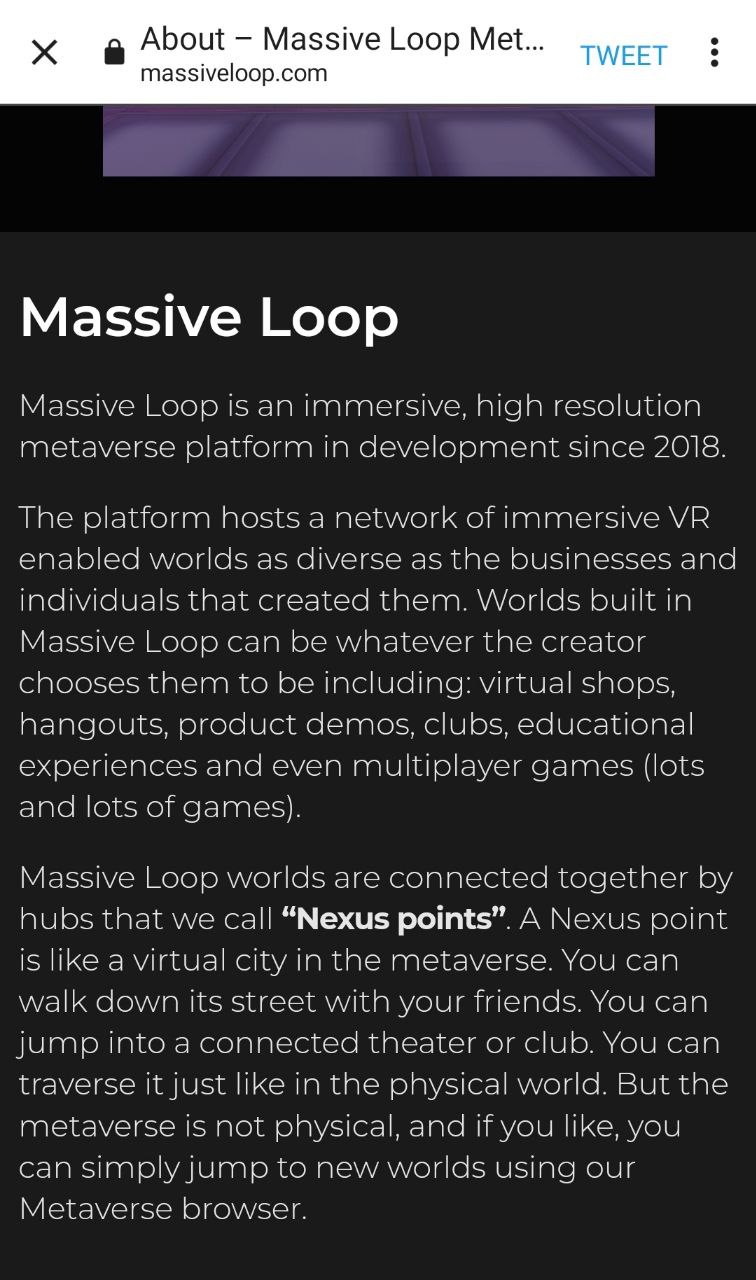 About – Massive Loop Met...
massiveloop.com
TWEET
Massive Loop
Massive Loop is an immersive, high resolution
metaverse platform in development since 2018.
The platform hosts a network of immersive VR
enabled worlds as diverse as the businesses and
individuals that created them. Worlds built in
Massive Loop can be whatever the creator
chooses them to be including: virtual shops,
hangouts, product demos, clubs, educational
experiences and even multiplayer games (lots
and lots of games).
Massive Loop worlds are connected together by
hubs that we call “Nexus points”. A Nexus point
is like a virtual city in the metaverse. You can
walk down its street with your friends. You can
jump into a connected theater or club. You can
traverse it just like in the physical world. But the
metaverse is not physical, and if you like, you
can simply jump to new worlds using our
Metaverse browser.